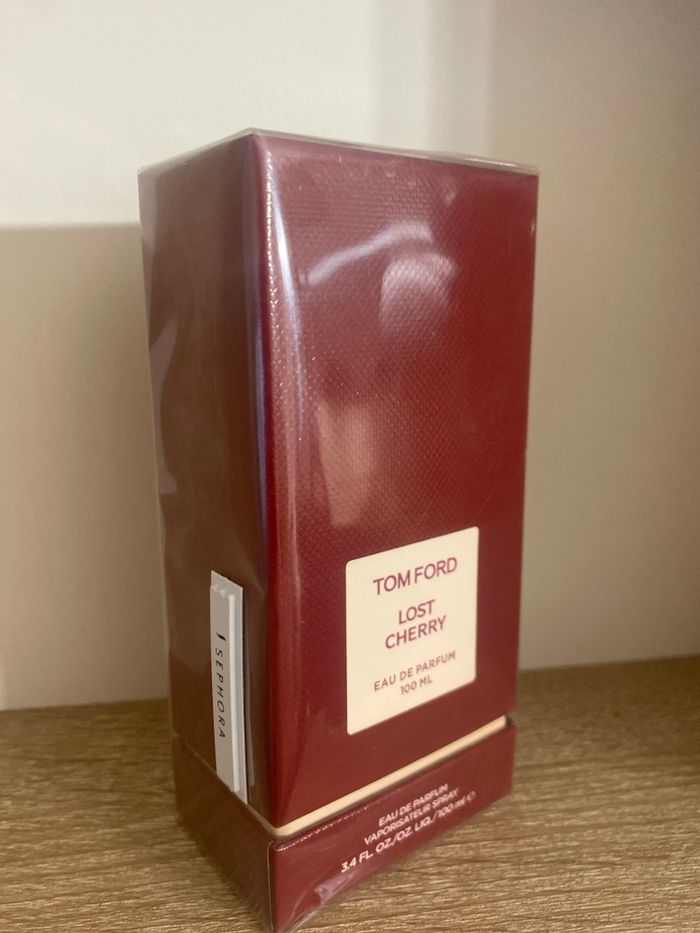 TOM FORD
LOST
CHERRY
EAU DE PARFUM
100 ML
SEPHORA
EAU DE PARFUM
VAPORISATEUR SPRAY
3.4 FL. OZ./OZ. LIQ./100 ml ℮